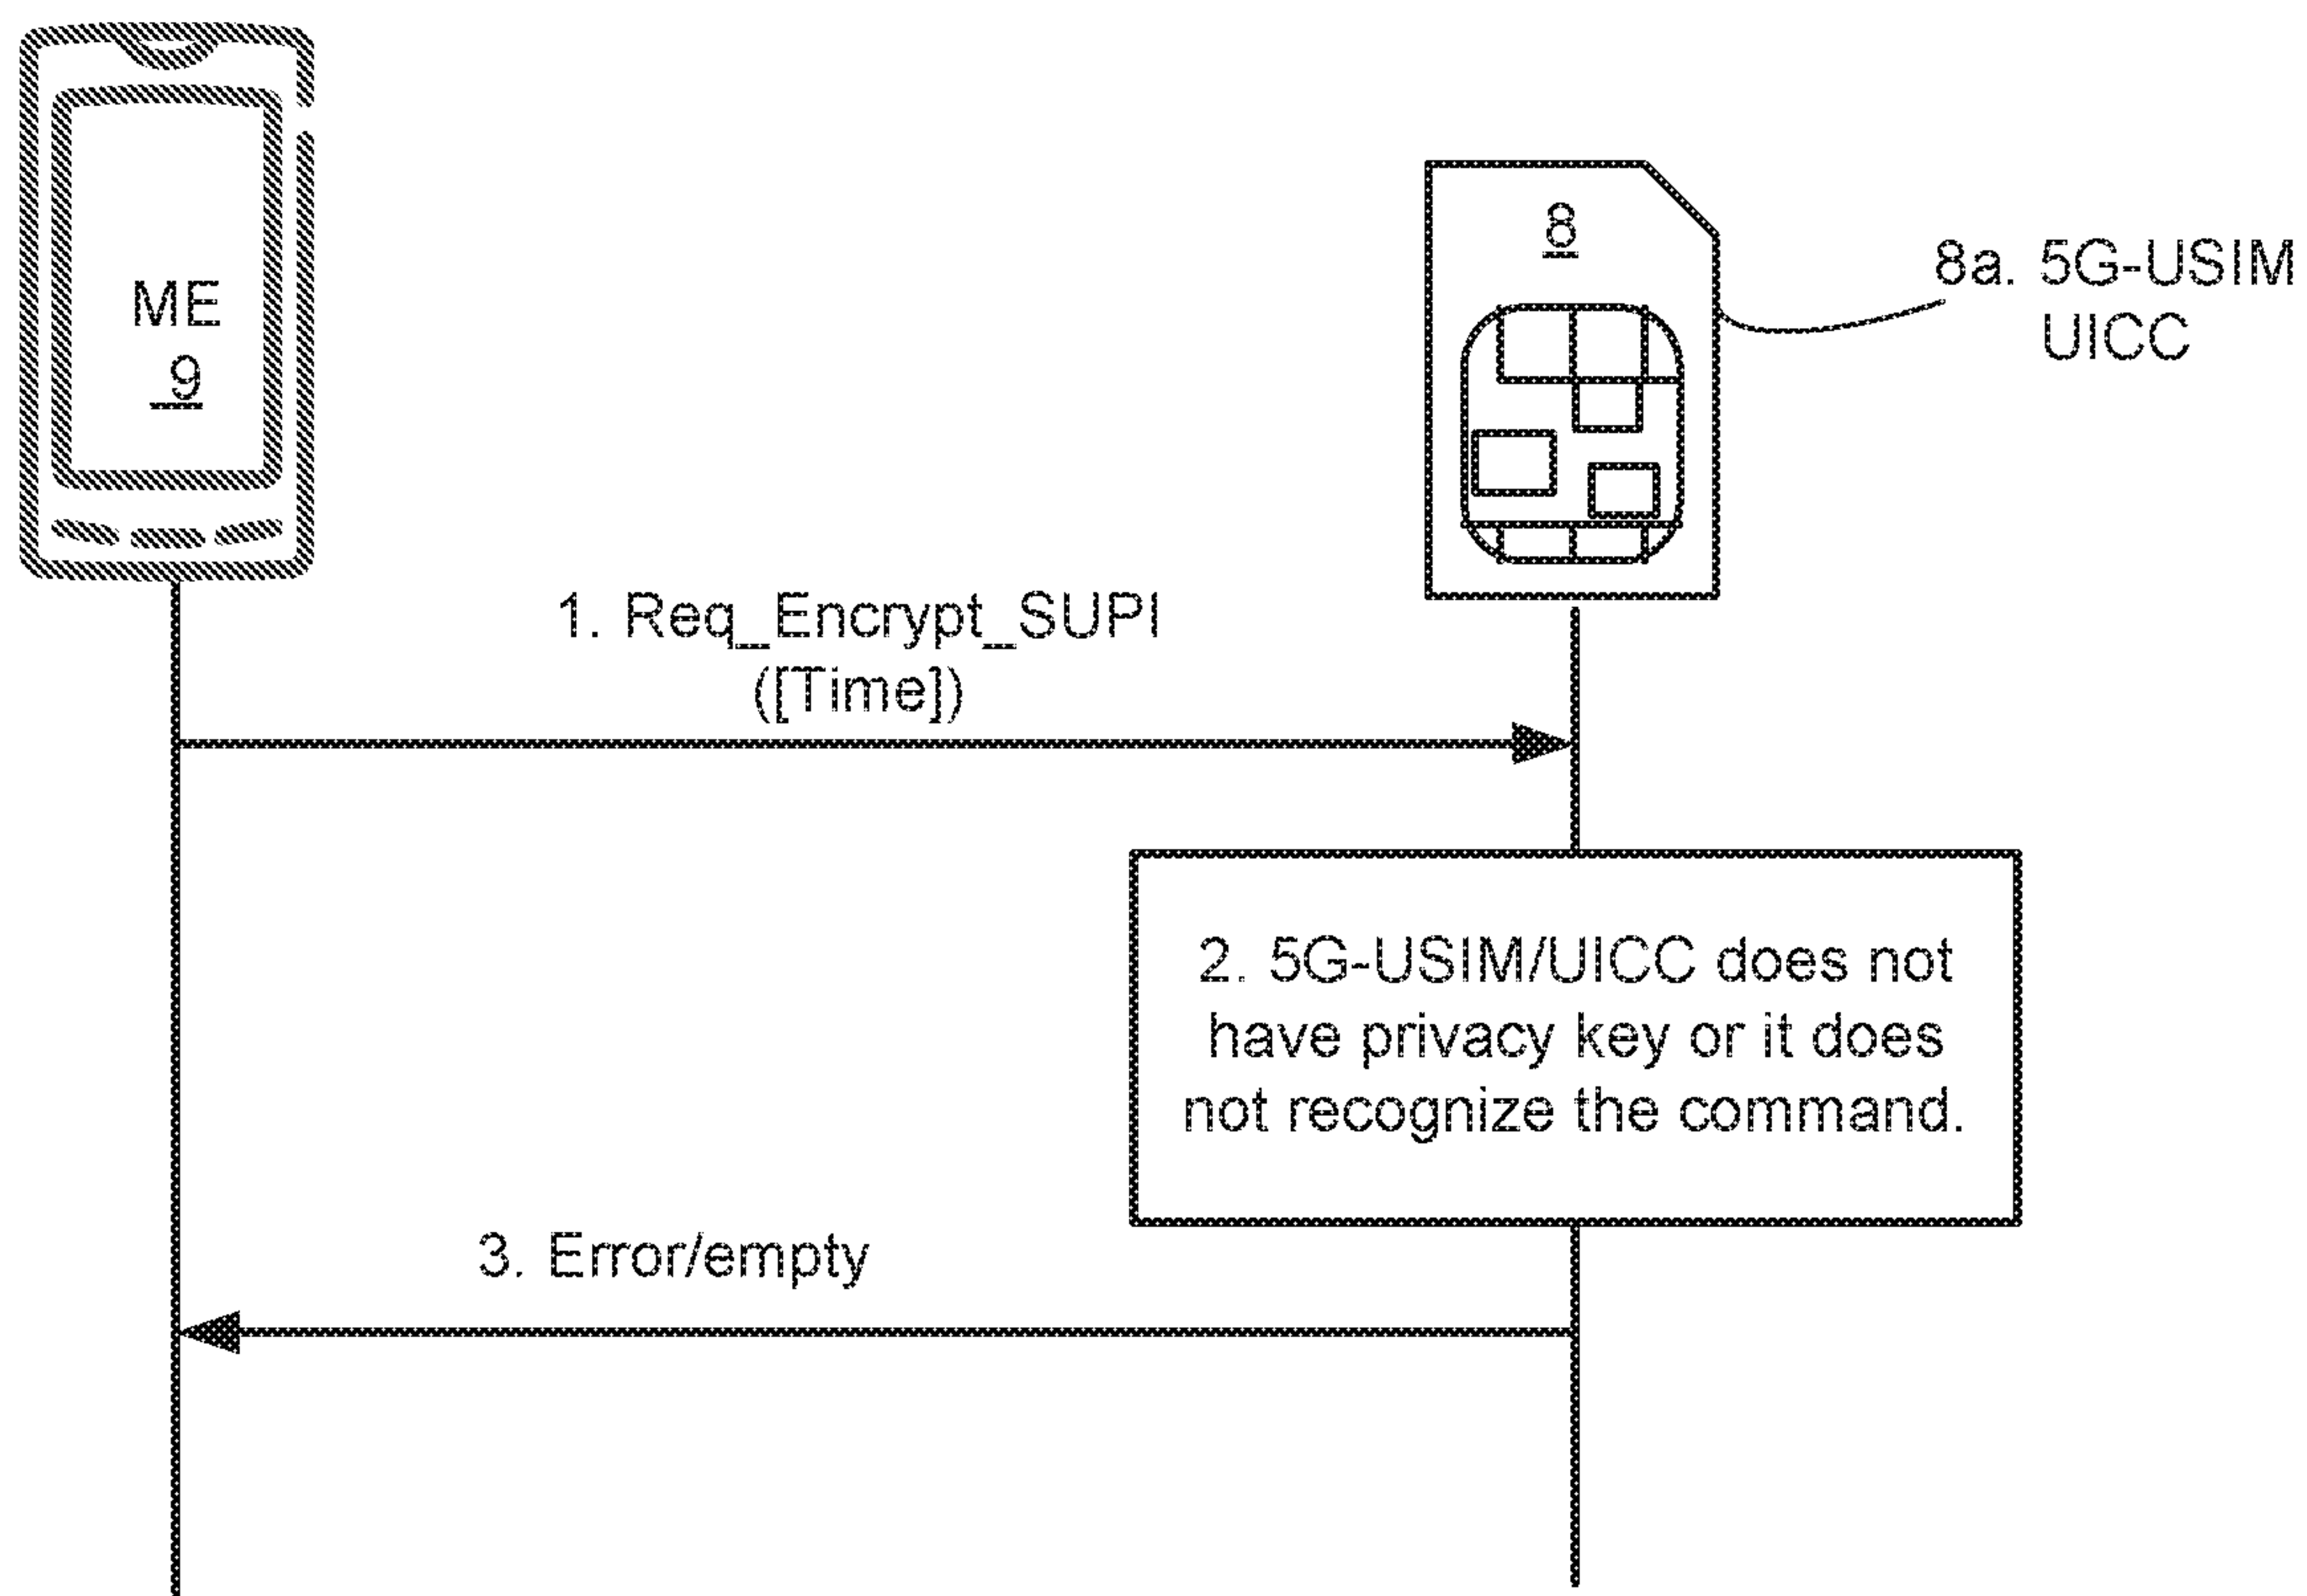 ME
9
8
8a. 5G-USIM
UICC
1. Req_Encrypt_SUPI
([Time])
2. 5G-USIM/UICC does not
have privacy key or it does
not recognize the command.
3. Error/empty